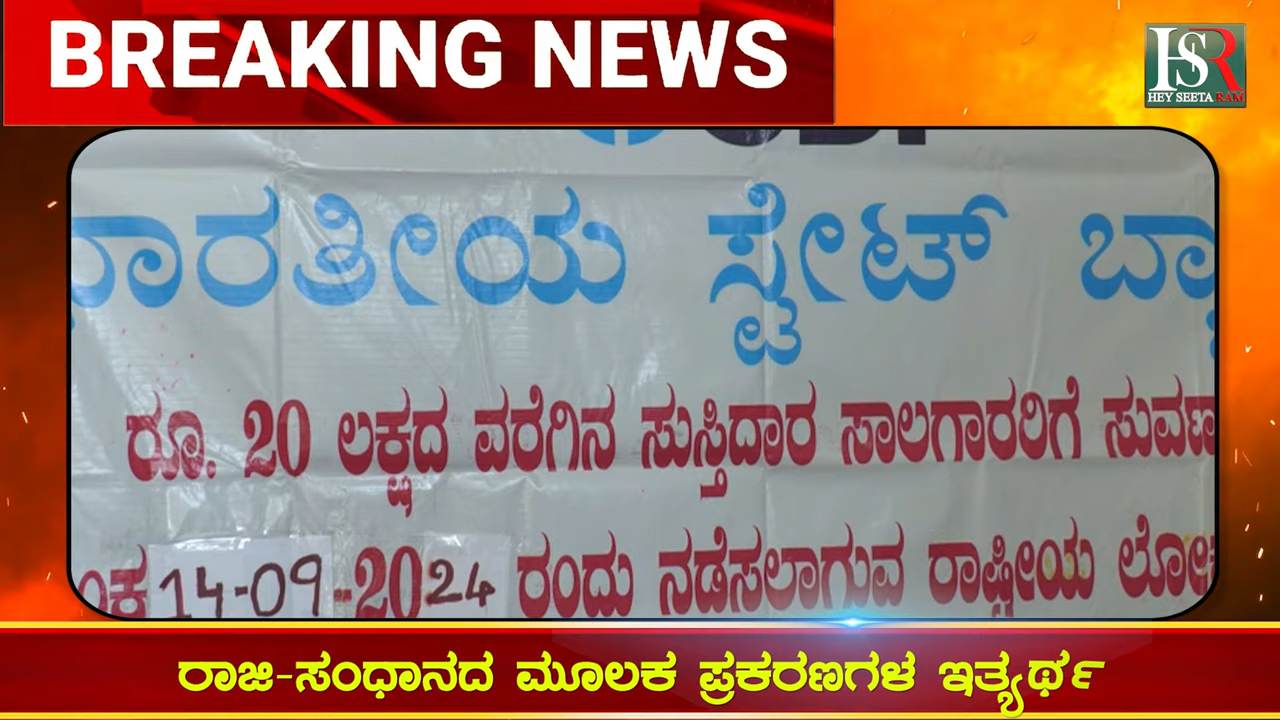 BREAKING NEWS
HSR
HEY SEETA RAM
ಭಾರತೀಯ ಸ್ಟೇಟ್
ರೂ. 20 ಲಕ್ಷದ ವರೆಗಿನ ಸುಸ್ತಿದಾರ ಸಾಲಗಾರರಿಗೆ
14-09-2024 ರಂದು ನಡೆಸಲಾಗುವ ರಾಷ್ಟ್ರೀಯ
ರಾಜಿ-ಸಂಧಾನದ ಮೂಲಕ ಪ್ರಕರಣಗಳ ಇತ್ಯರ್ಥ